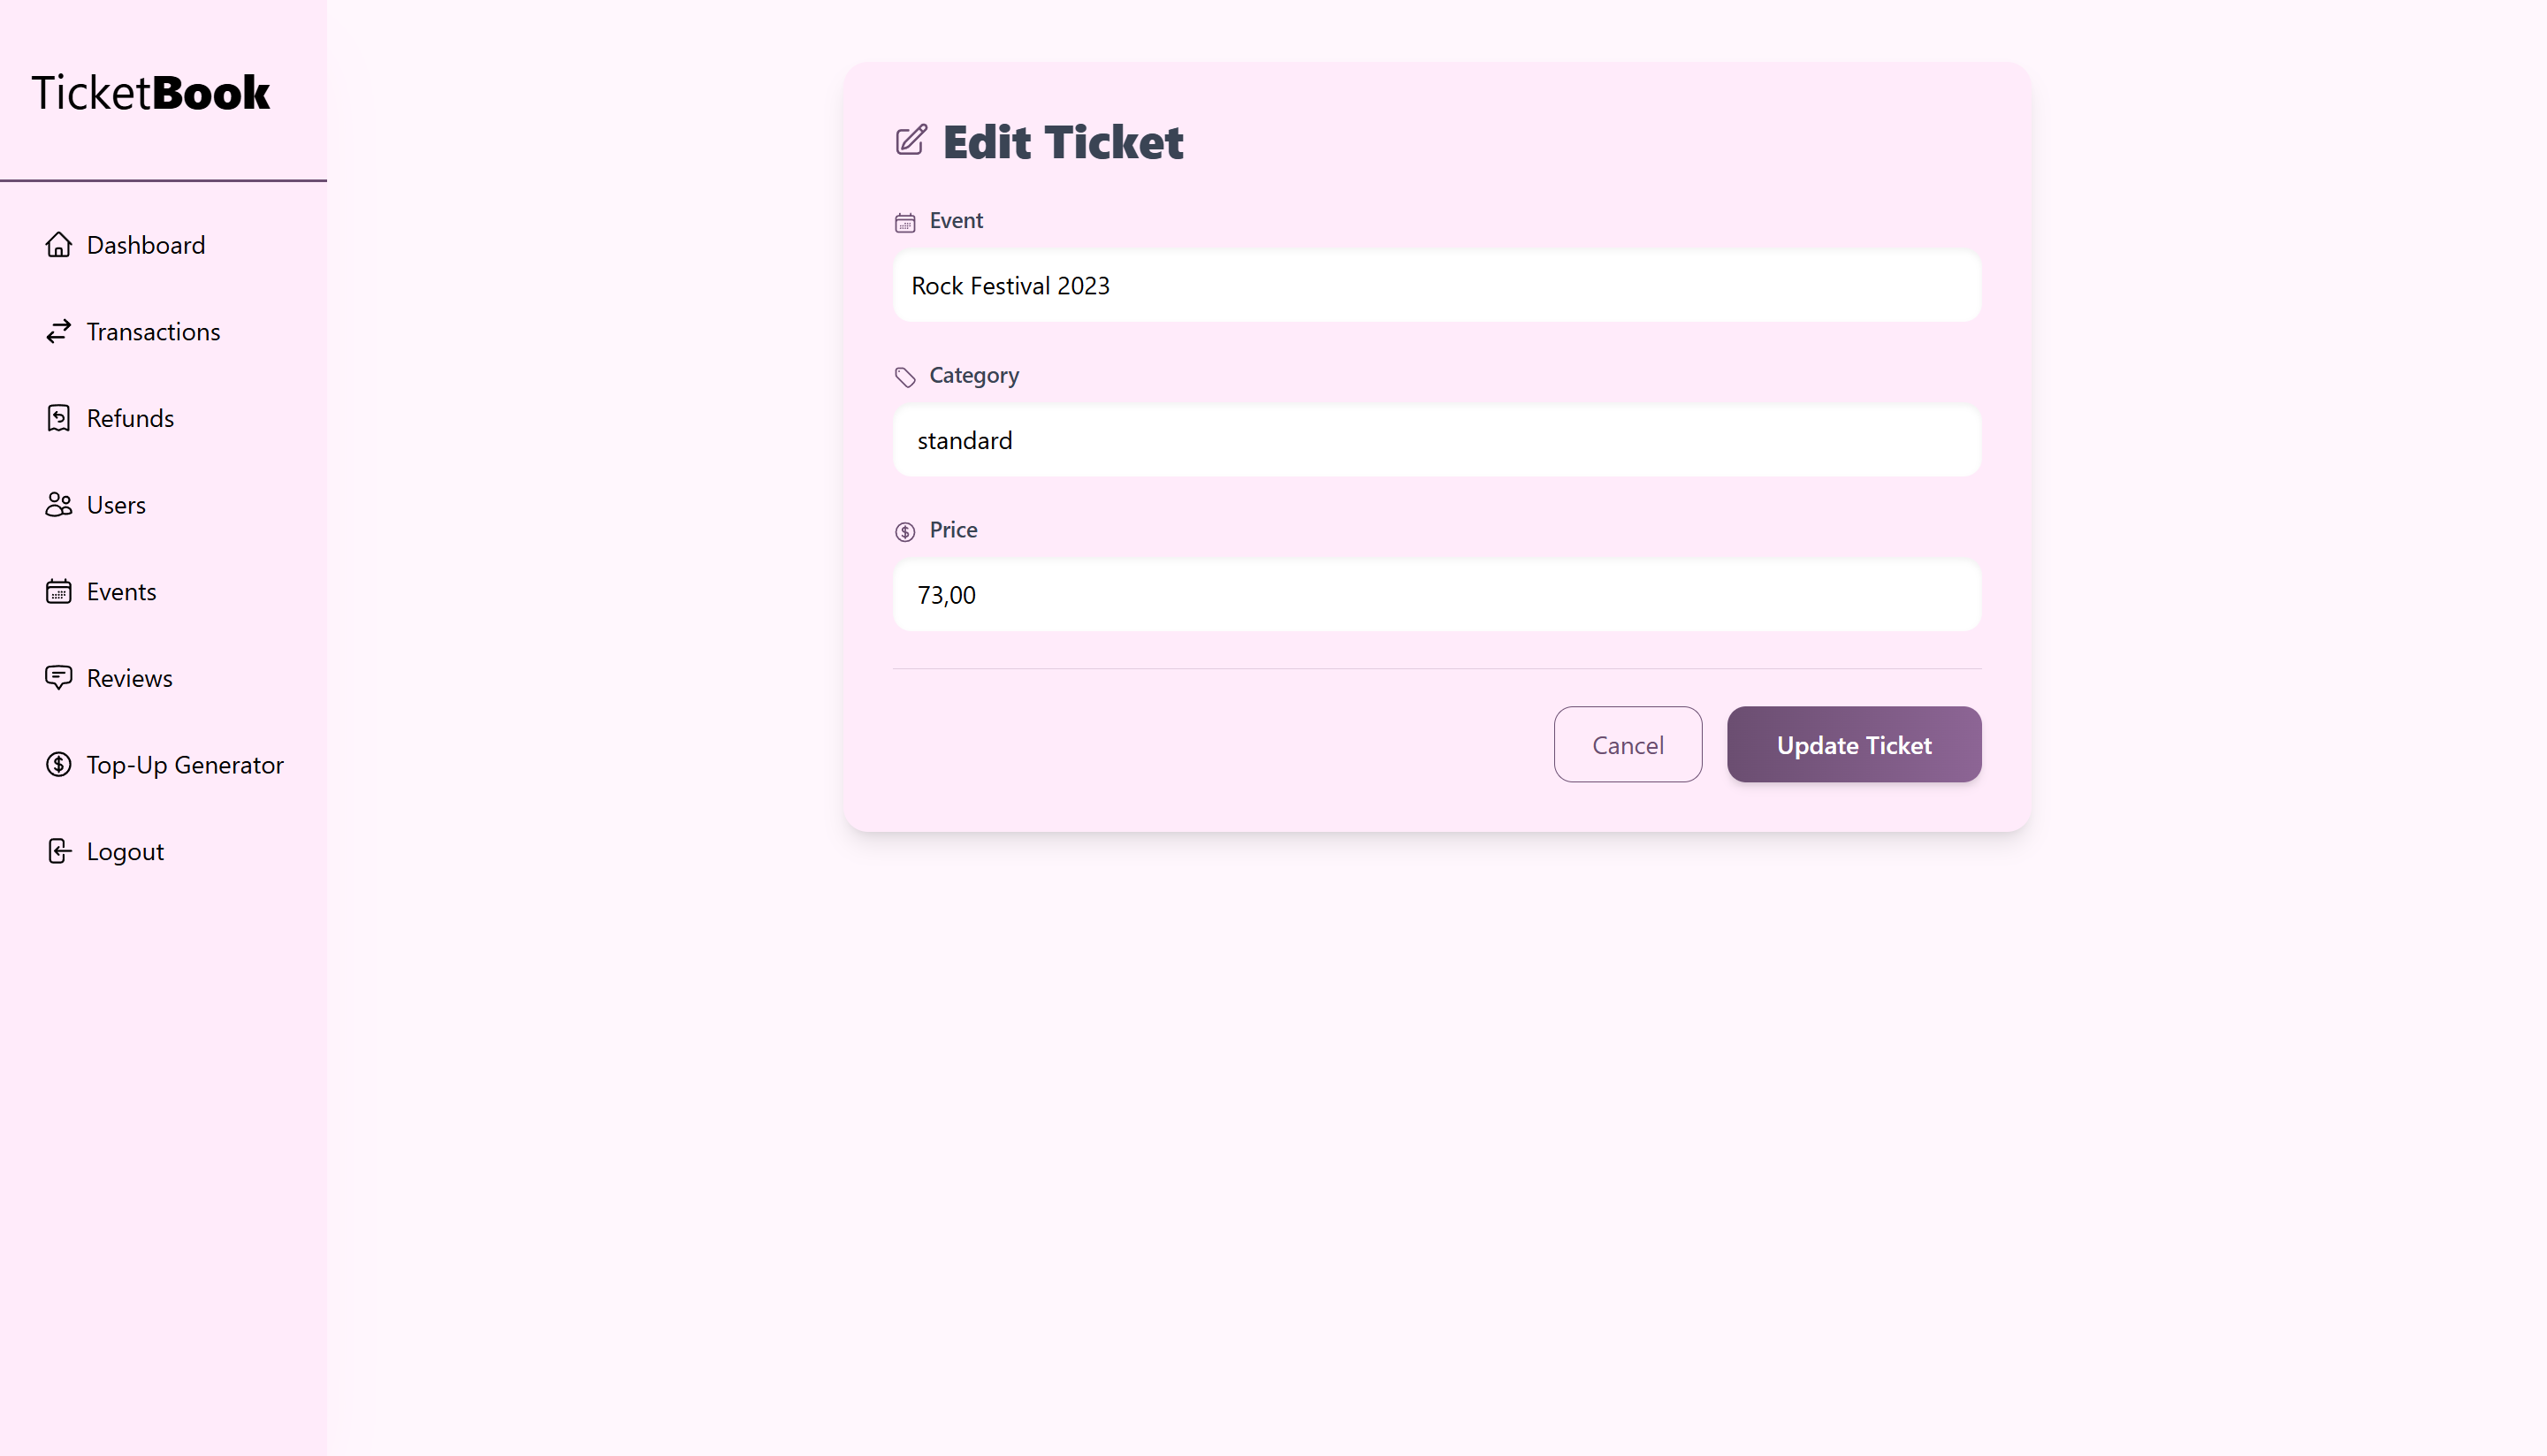 TicketBook
Dashboard
Transactions
Refunds
Users
Events
Reviews
Top-Up Generator
Logout
Edit Ticket
Event
Rock Festival 2023
Category
standard
Price
73,00
Cancel
Update Ticket